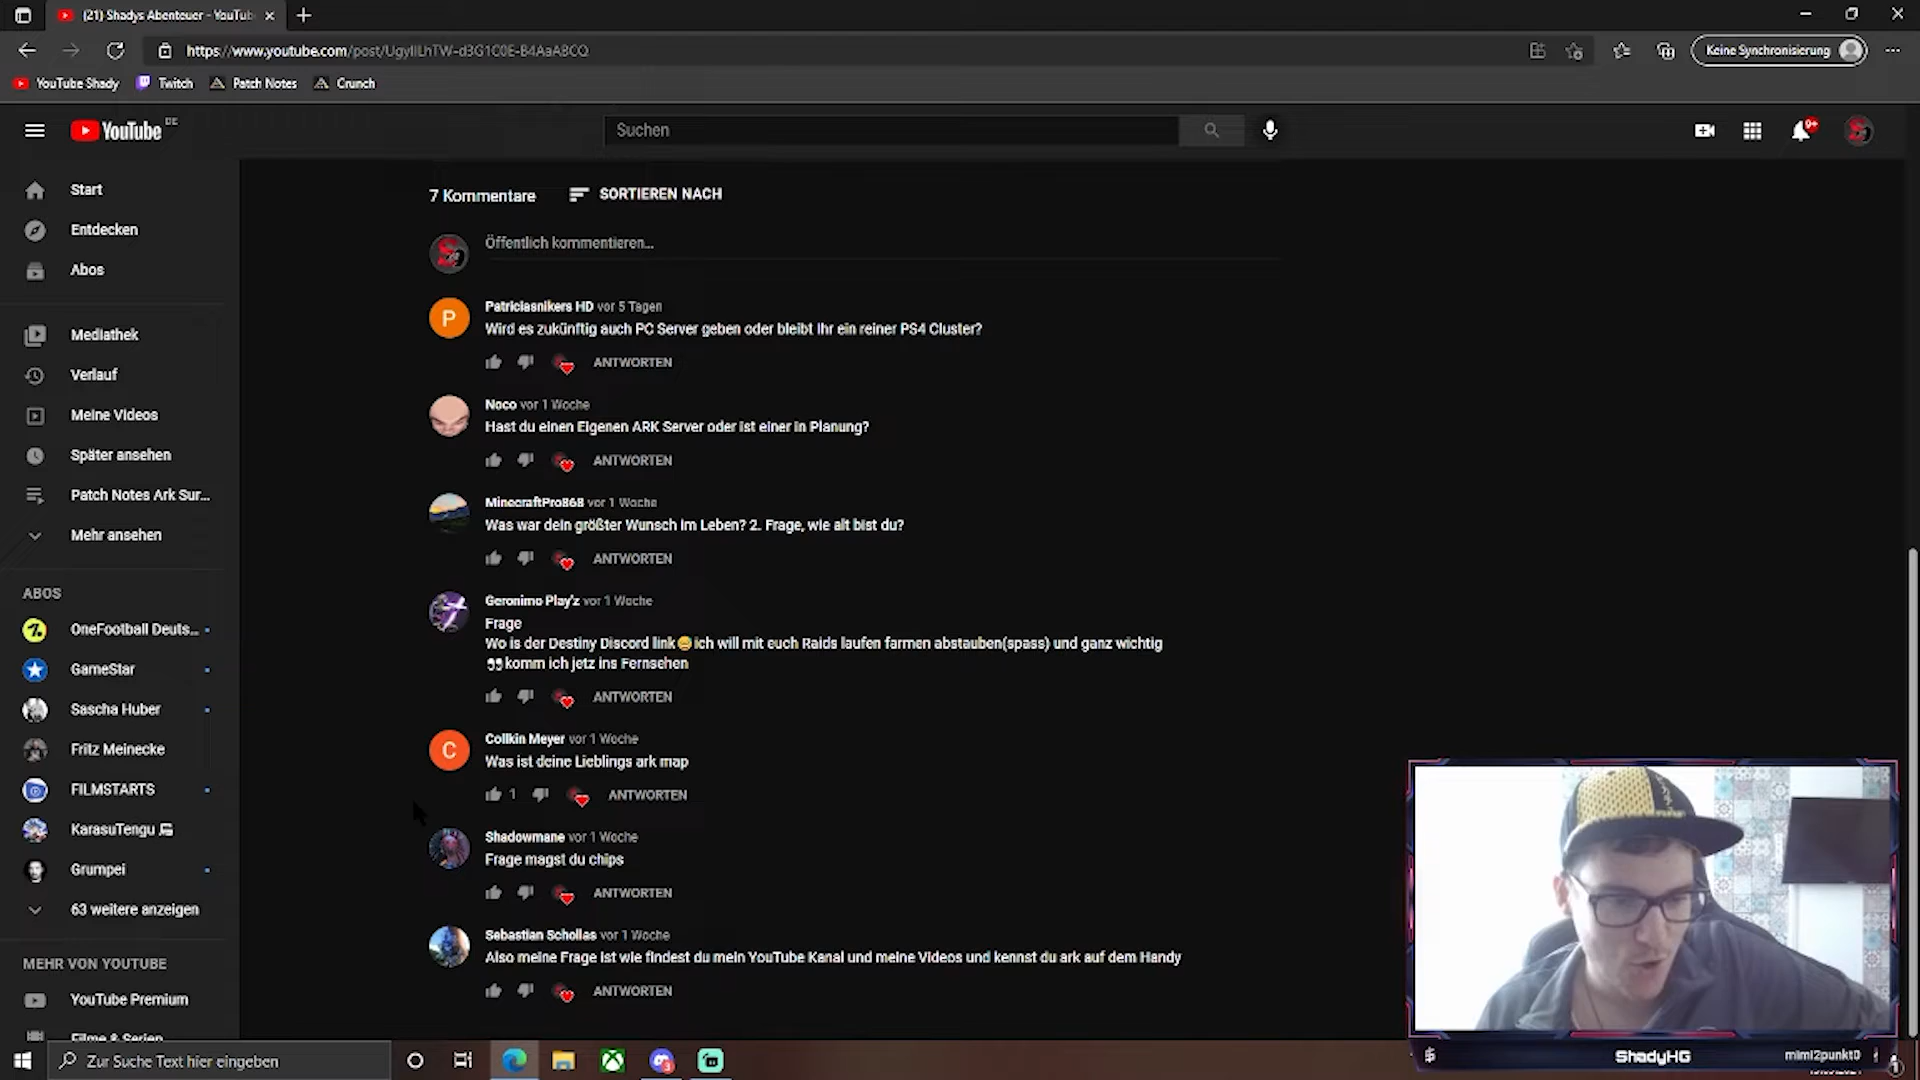 (21) Shadys Abenteuer - YouTub
https://www.youtube.com/post/UgyIlLhTW-d3G1C0E-B4AaABCQ
Keine Synchronisierung
YouTube Shady
Twitch
Patch Notes
Crunch
YouTube DE
Suchen
9+
Start
Entdecken
Abos
Mediathek
Verlauf
Meine Videos
Später ansehen
Patch Notes Ark Sur...
Mehr ansehen
ABOS
OneFootball Deuts...
GameStar
Sascha Huber
Fritz Meinecke
FILMSTARTS
KarasuTengu
Grumpei
63 weitere anzeigen
MEHR VON YOUTUBE
YouTube Premium
Filme & Serien
7 Kommentare
SORTIEREN NACH
Öffentlich kommentieren...
P
Patriciasnikers HD vor 5 Tagen
Wird es zukünftig auch PC Server geben oder bleibt Ihr ein reiner PS4 Cluster?
ANTWORTEN
Noco vor 1 Woche
Hast du einen Eigenen ARK Server oder ist einer in Planung?
ANTWORTEN
MinecraftPro868 vor 1 Woche
Was war dein größter Wunsch im Leben? 2. Frage, wie alt bist du?
ANTWORTEN
Geronimo Play'z vor 1 Woche
Frage
Wo is der Destiny Discord link😅ich will mit euch Raids laufen farmen abstauben(spass) und ganz wichtig
👀komm ich jetz ins Fernsehen
ANTWORTEN
C
Collkin Meyer vor 1 Woche
Was ist deine Lieblings ark map
1
ANTWORTEN
Shadowmane vor 1 Woche
Frage magst du chips
ANTWORTEN
Sebastian Schollas vor 1 Woche
Also meine Frage ist wie findest du mein YouTube Kanal und meine Videos und kennst du ark auf dem Handy
ANTWORTEN
ShadyHG
mimi2punkt0
Zur Suche Text hier eingeben
3
1